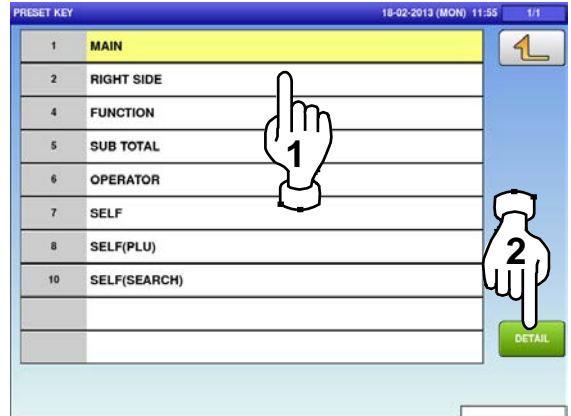 PRESET KEY 18-02-2013 (MON) 11:55 1/1
1 MAIN
2 RIGHT SIDE
4 FUNCTION
5 SUB TOTAL
1
6 OPERATOR
7 SELF
8 SELF(PLU)
2
10 SELF(SEARCH)
DETAIL